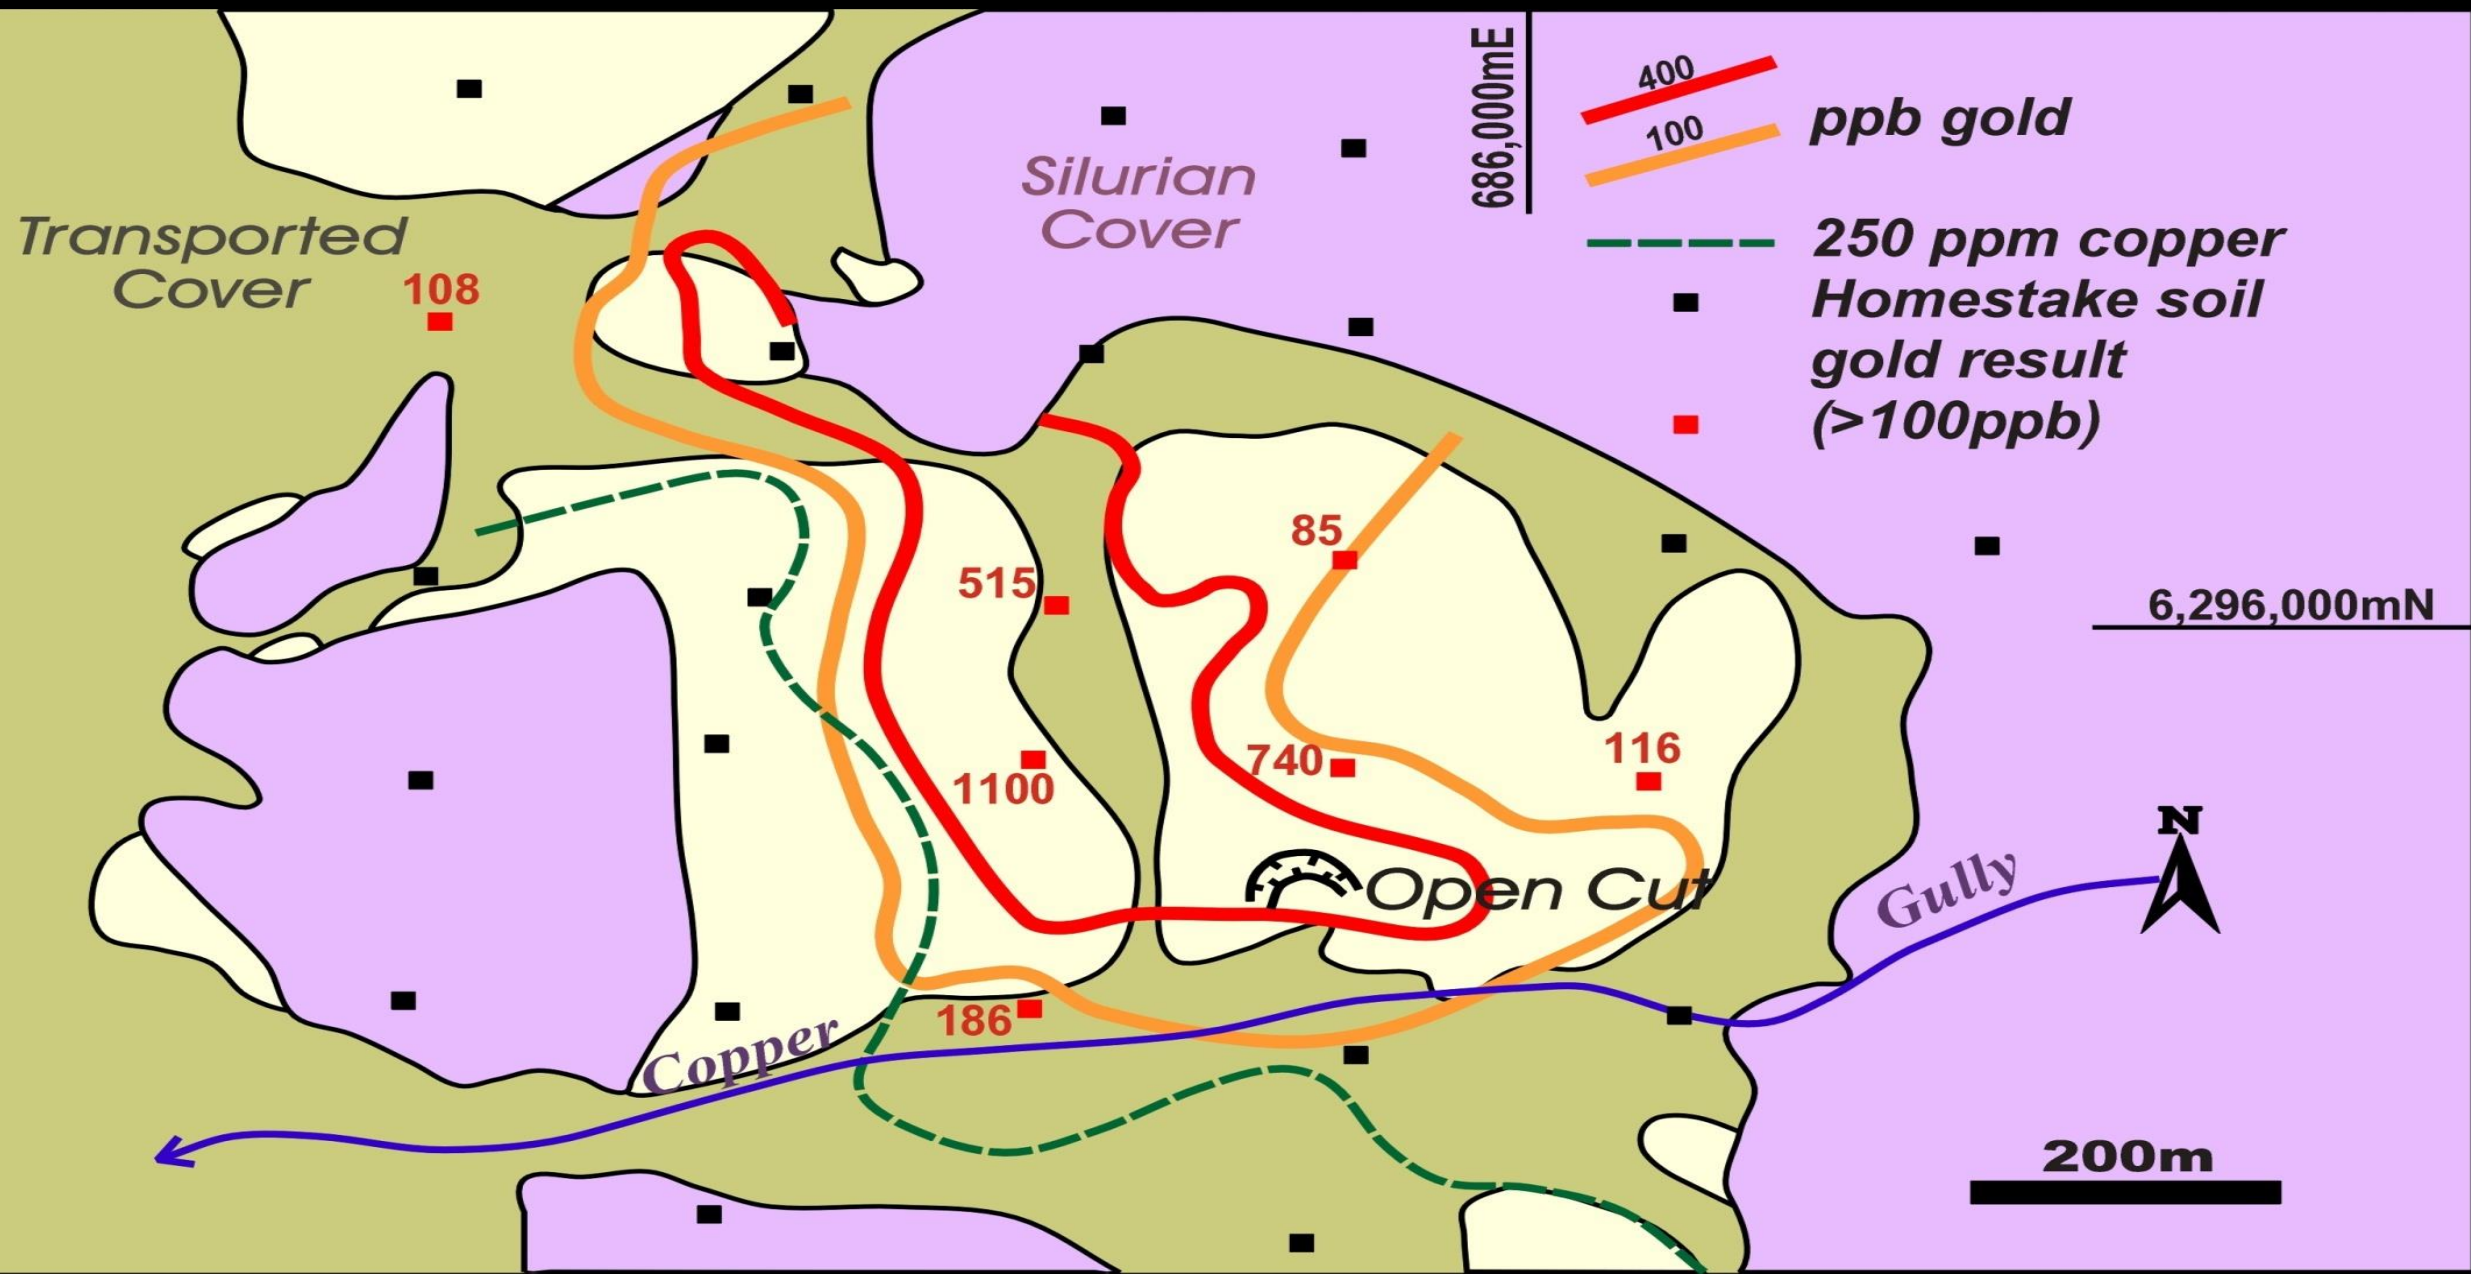 686,000mE
400
100
ppb gold
Silurian
Cover
Transported
Cover
108
250 ppm copper
Homestake soil
gold result
(>100ppb)
85
515
6,296,000mN
740
116
1100
N
Open Cut
Gully
186
Copper
200m